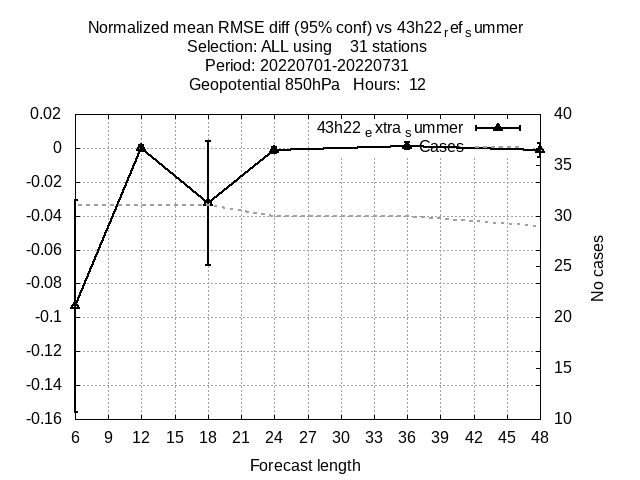 Normalized mean RMSE diff (95% conf) vs 43h22refsummer
Selection: ALL using 31 stations
Period: 20220701-20220731
Geopotential 850hPa Hours: 12
43h22extrasummer
Cases
0.02
0
-0.02
-0.04
-0.06
-0.08
-0.1
-0.12
-0.14
-0.16
40
35
30
25
20
15
10
No cases
6 9 12 15 18 21 24 27 30 33 36 39 42 45 48
Forecast length